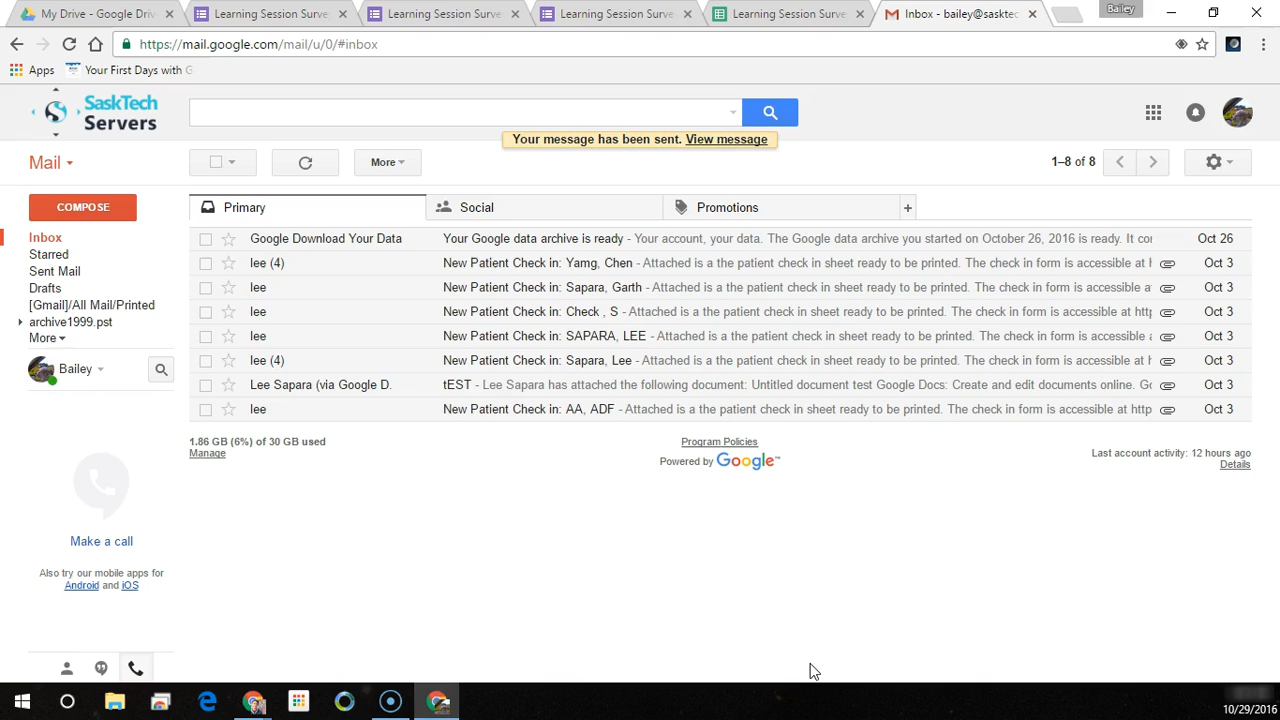 My Drive - Google Driv
Learning Session Surve
Learning Session Surve
Learning Session Surve
Learning Session Surve
Inbox - bailey@sasktec
Bailey
https://mail.google.com/mail/u/0/#inbox
Apps
Your First Days with G
SaskTech
Servers
Your message has been sent. View message
Mail
More
1–8 of 8
COMPOSE
Primary
Social
Promotions
+
Inbox
Starred
Sent Mail
Drafts
[Gmail]/All Mail/Printed
archive1999.pst
More
Bailey
Google Download Your Data Your Google data archive is ready - Your account, your data. The Google data archive you started on October 26, 2016 is ready. It con Oct 26
lee (4) New Patient Check in: Yamg, Chen - Attached is a the patient check in sheet ready to be printed. The check in form is accessible at h Oct 3
lee New Patient Check in: Sapara, Garth - Attached is a the patient check in sheet ready to be printed. The check in form is accessible a Oct 3
lee New Patient Check in: Check , S - Attached is a the patient check in sheet ready to be printed. The check in form is accessible at http Oct 3
lee New Patient Check in: SAPARA, LEE - Attached is a the patient check in sheet ready to be printed. The check in form is accessible a Oct 3
lee (4) New Patient Check in: Sapara, Lee - Attached is a the patient check in sheet ready to be printed. The check in form is accessible at Oct 3
Lee Sapara (via Google D. tEST - Lee Sapara has attached the following document: Untitled document test Google Docs: Create and edit documents online. Go Oct 3
lee New Patient Check in: AA, ADF - Attached is a the patient check in sheet ready to be printed. The check in form is accessible at http Oct 3
1.86 GB (6%) of 30 GB used
Manage
Program Policies
Powered by Google™
Last account activity: 12 hours ago
Details
Make a call
Also try our mobile apps for
Android and iOS
10/29/2016